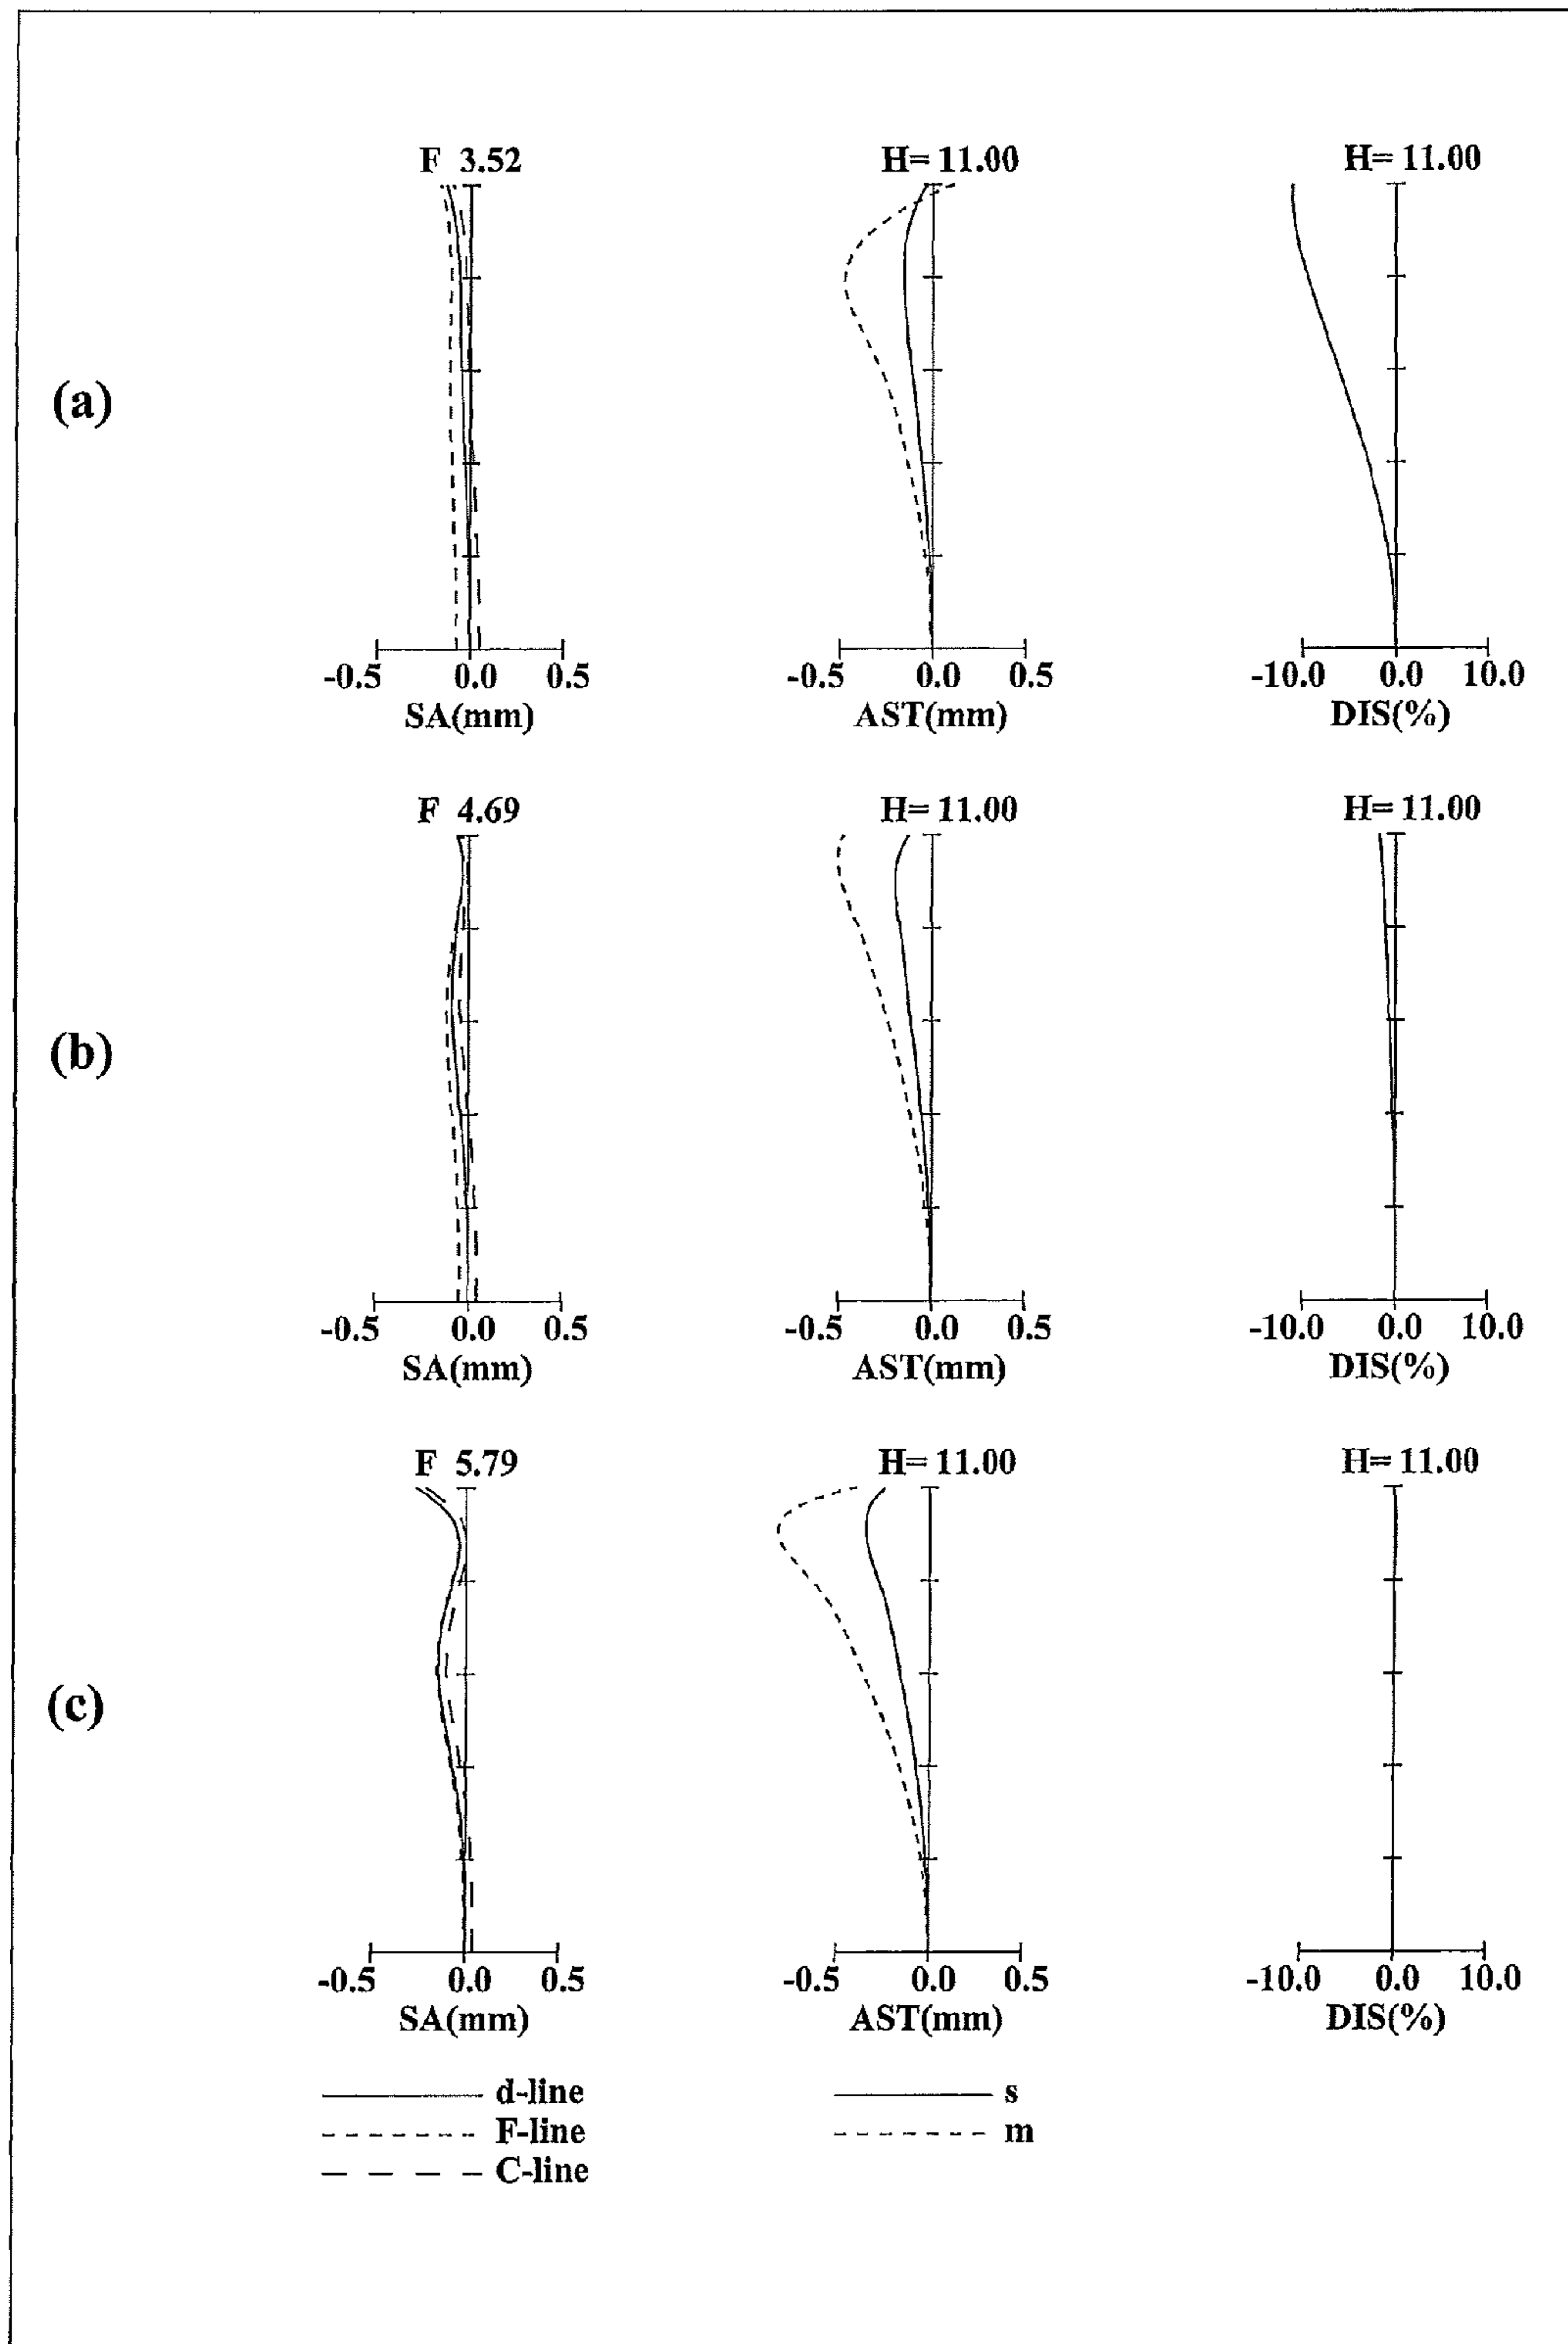 (a)
F 3.52
H= 11.00
H= 11.00
-0.5 0.0 0.5
SA(mm)
-0.5 0.0 0.5
AST(mm)
-10.0 0.0 10.0
DIS(%)
(b)
F 4.69
H= 11.00
H= 11.00
-0.5 0.0 0.5
SA(mm)
-0.5 0.0 0.5
AST(mm)
-10.0 0.0 10.0
DIS(%)
(c)
F 5.79
H= 11.00
H= 11.00
-0.5 0.0 0.5
SA(mm)
-0.5 0.0 0.5
AST(mm)
-10.0 0.0 10.0
DIS(%)
d-line
F-line
C-line
s
m